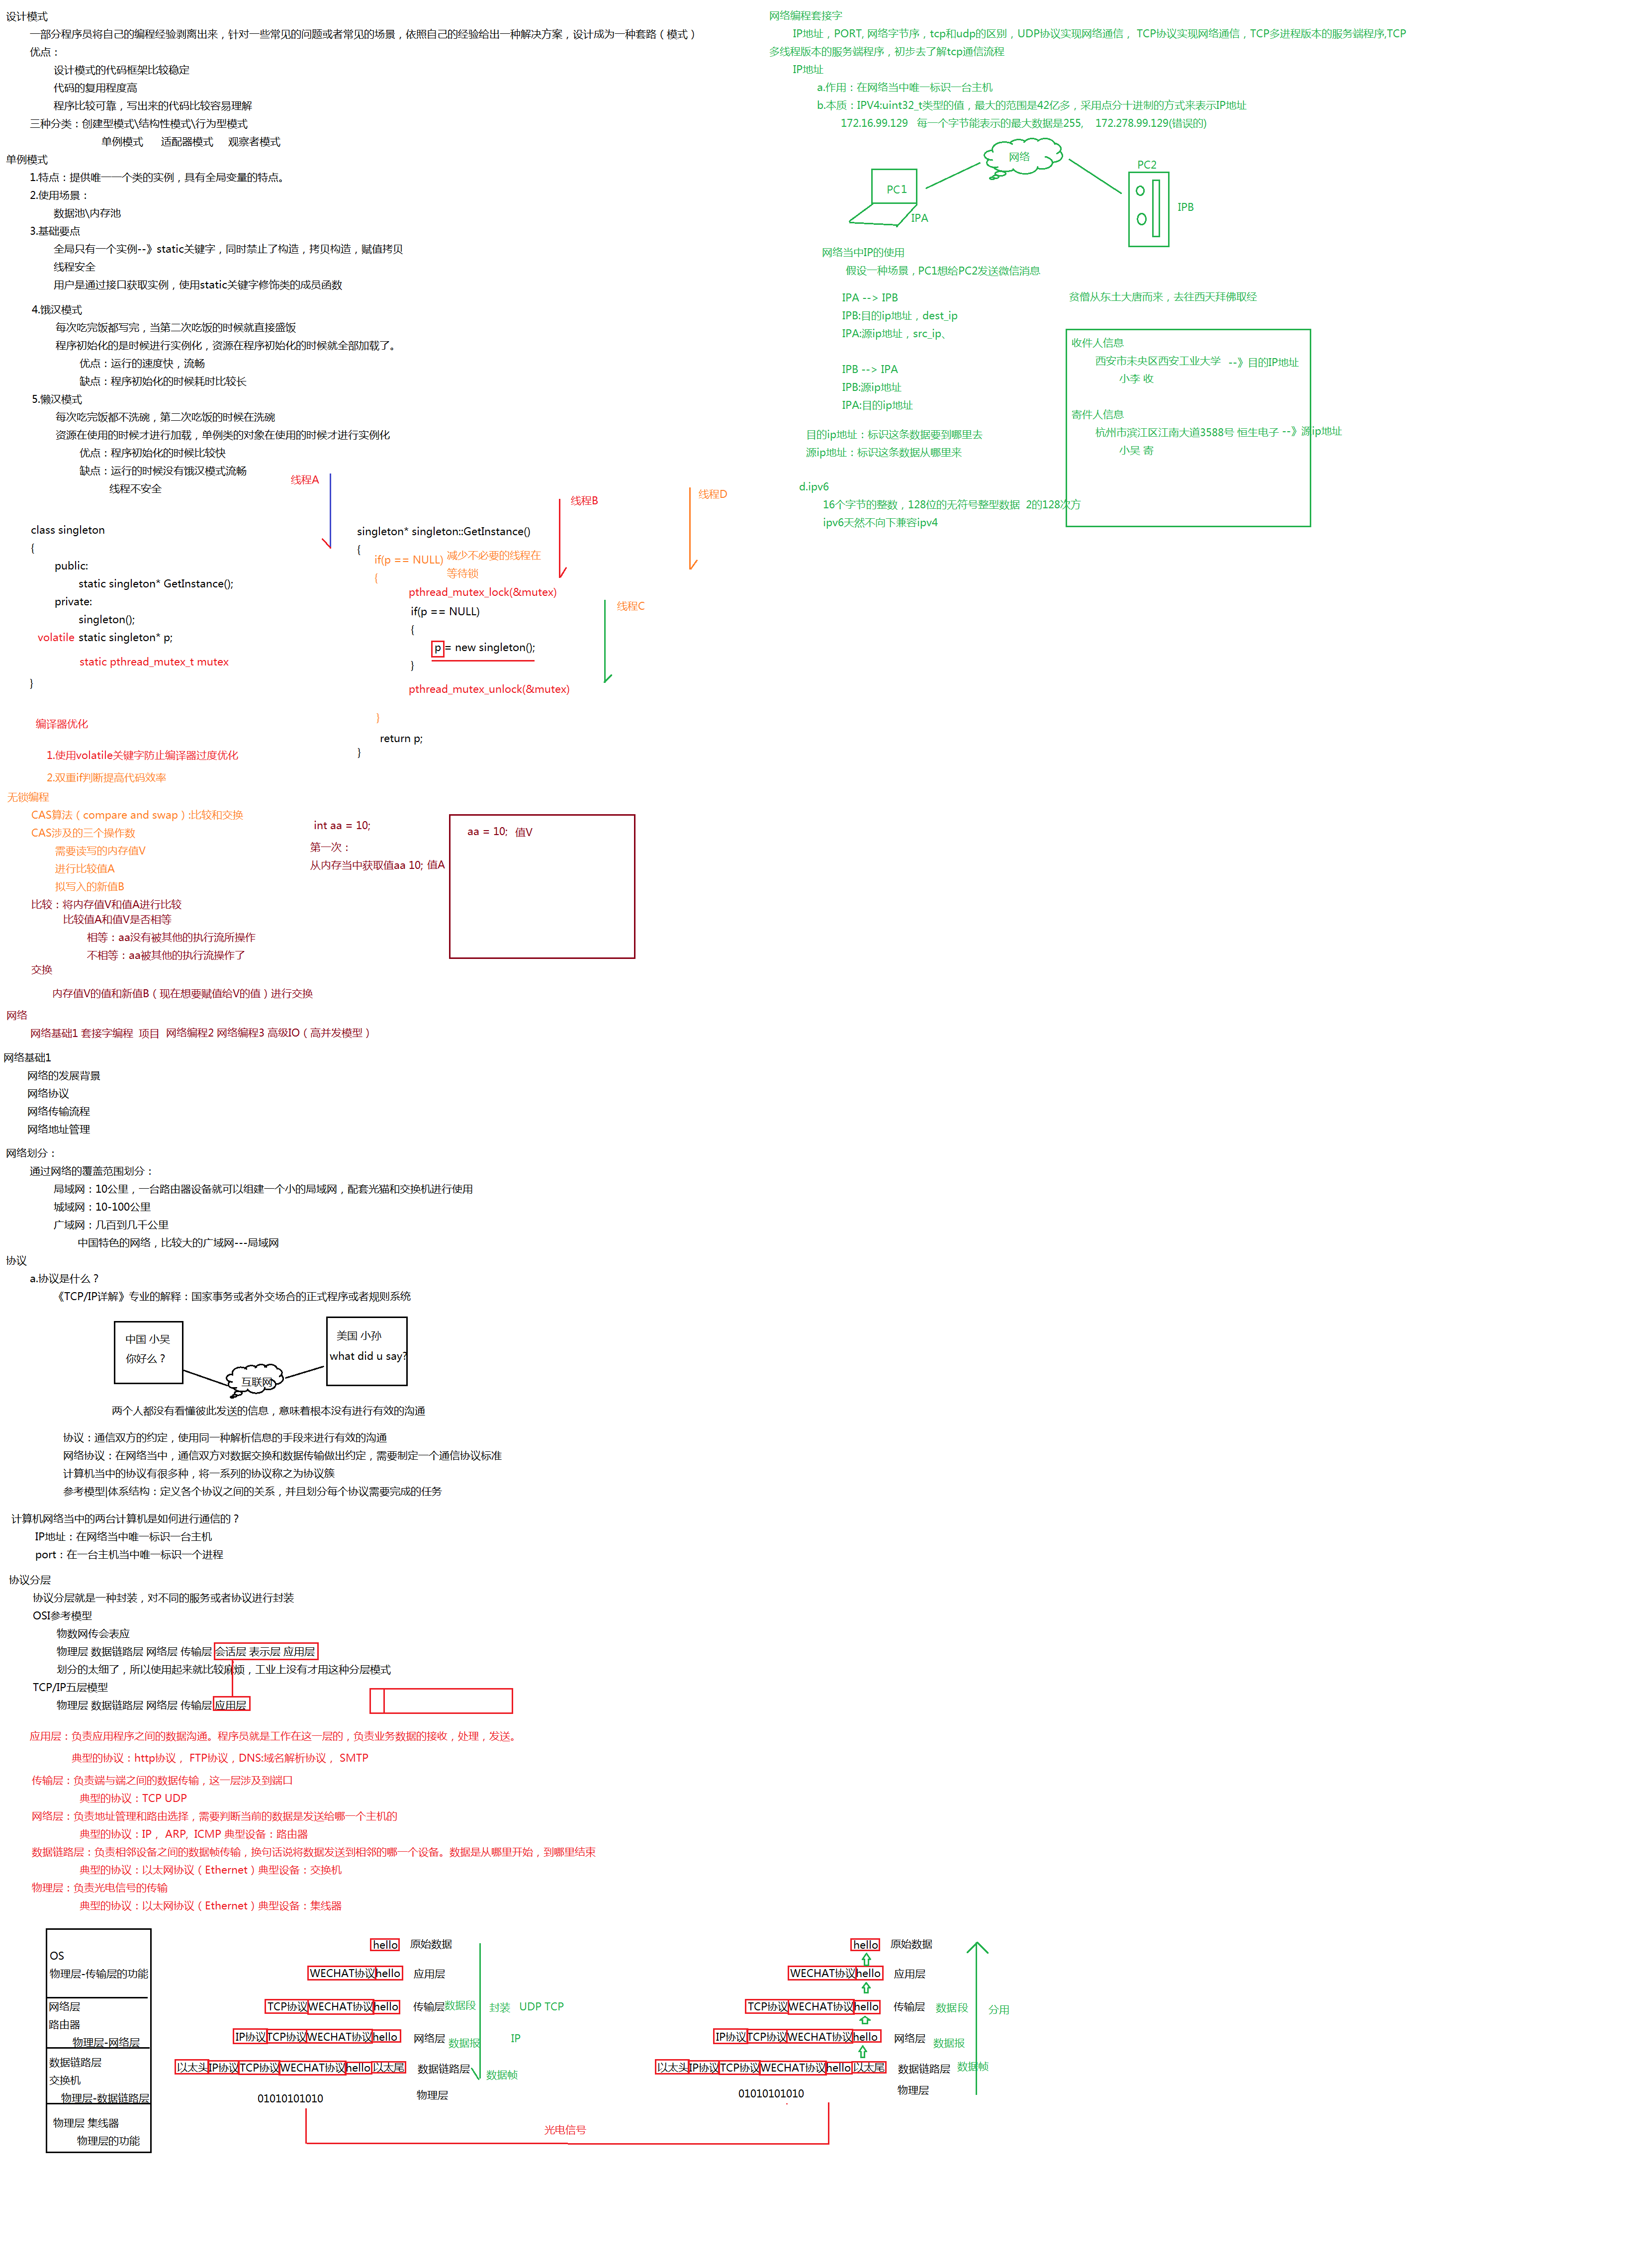 设计模式
一部分程序员将自己的编程经验剥离出来，针对一些常见的问题或者常见的场景，依照自己的经验给出一种解决方案，设计成为一种套路（模式）
优点：
设计模式的代码框架比较稳定
代码的复用程度高
程序比较可靠，写出来的代码比较容易理解
三种分类：创建型模式\结构性模式\行为型模式
单例模式 适配器模式 观察者模式
单例模式
1.特点：提供唯一一个类的实例，具有全局变量的特点。
2.使用场景：
数据池\内存池
3.基础要点
全局只有一个实例--》static关键字，同时禁止了构造，拷贝构造，赋值拷贝
线程安全
用户是通过接口获取实例，使用static关键字修饰类的成员函数
4.饿汉模式
每次吃完饭都写完，当第二次吃饭的时候就直接盛饭
程序初始化的是时候进行实例化，资源在程序初始化的时候就全部加载了。
优点：运行的速度快，流畅
缺点：程序初始化的时候耗时比较长
5.懒汉模式
每次吃完饭都不洗碗，第二次吃饭的时候在洗碗
资源在使用的时候才进行加载，单例类的对象在使用的时候才进行实例化
优点：程序初始化的时候比较快
缺点：运行的时候没有饿汉模式流畅
线程不安全
线程A
线程B
线程D
线程C
class singleton
{
public:
static singleton* GetInstance();
private:
singleton();
volatile static singleton* p;
static pthread_mutex_t mutex
}
singleton* singleton::GetInstance()
{
if(p == NULL) 减少不必要的线程在
等待锁
{
pthread_mutex_lock(&mutex)
if(p == NULL)
{
p = new singleton();
}
pthread_mutex_unlock(&mutex)
}
return p;
}
编译器优化
1.使用volatile关键字防止编译器过度优化
2.双重if判断提高代码效率
无锁编程
CAS算法（compare and swap）:比较和交换
CAS涉及的三个操作数
需要读写的内存值V
进行比较值A
拟写入的新值B
比较：将内存值V和值A进行比较
比较值A和值V是否相等
相等：aa没有被其他的执行流所操作
不相等：aa被其他的执行流操作了
交换
内存值V的值和新值B（现在想要赋值给V的值）进行交换
int aa = 10;
第一次：
从内存当中获取值aa 10; 值A
aa = 10; 值V
网络
网络基础1 套接字编程 项目 网络编程2 网络编程3 高级IO（高并发模型）
网络基础1
网络的发展背景
网络协议
网络传输流程
网络地址管理
网络划分：
通过网络的覆盖范围划分：
局域网：10公里，一台路由器设备就可以组建一个小的局域网，配套光猫和交换机进行使用
城域网：10-100公里
广域网：几百到几千公里
中国特色的网络，比较大的广域网---局域网
协议
a.协议是什么？
《TCP/IP详解》专业的解释：国家事务或者外交场合的正式程序或者规则系统
中国 小吴
你好么？
互联网
美国 小孙
what did u say?
两个人都没有看懂彼此发送的信息，意味着根本没有进行有效的沟通
协议：通信双方的约定，使用同一种解析信息的手段来进行有效的沟通
网络协议：在网络当中，通信双方对数据交换和数据传输做出约定，需要制定一个通信协议标准
计算机当中的协议有很多种，将一系列的协议称之为协议簇
参考模型|体系结构：定义各个协议之间的关系，并且划分每个协议需要完成的任务
计算机网络当中的两台计算机是如何进行通信的？
IP地址：在网络当中唯一标识一台主机
port：在一台主机当中唯一标识一个进程
协议分层
协议分层就是一种封装，对不同的服务或者协议进行封装
OSI参考模型
物数网传会表应
物理层 数据链路层 网络层 传输层 会话层 表示层 应用层
划分的太细了，所以使用起来就比较麻烦，工业上没有才用这种分层模式
TCP/IP五层模型
物理层 数据链路层 网络层 传输层 应用层
应用层：负责应用程序之间的数据沟通。程序员就是工作在这一层的，负责业务数据的接收，处理，发送。
典型的协议：http协议， FTP协议，DNS:域名解析协议， SMTP
传输层：负责端与端之间的数据传输，这一层涉及到端口
典型的协议：TCP UDP
网络层：负责地址管理和路由选择，需要判断当前的数据是发送给哪一个主机的
典型的协议：IP， ARP, ICMP 典型设备：路由器
数据链路层：负责相邻设备之间的数据帧传输，换句话说将数据发送到相邻的哪一个设备。数据是从哪里开始，到哪里结束
典型的协议：以太网协议（Ethernet）典型设备：交换机
物理层：负责光电信号的传输
典型的协议：以太网协议（Ethernet）典型设备：集线器
OS
物理层-传输层的功能
网络层
路由器
物理层-网络层
数据链路层
交换机
物理层-数据链路层
物理层 集线器
物理层的功能
hello 原始数据
WECHAT协议 hello 应用层
TCP协议 WECHAT协议 hello 传输层 数据段 封装 UDP TCP
IP协议 TCP协议 WECHAT协议 hello 网络层 数据报 IP
以太头 IP协议 TCP协议 WECHAT协议 hello 以太尾 数据链路层 数据帧
01010101010 物理层
光电信号
hello 原始数据
WECHAT协议 hello 应用层
TCP协议 WECHAT协议 hello 传输层 数据段 分用
IP协议 TCP协议 WECHAT协议 hello 网络层 数据报
以太头 IP协议 TCP协议 WECHAT协议 hello 以太尾 数据链路层 数据帧
01010101010 物理层
网络编程套接字
IP地址，PORT, 网络字节序，tcp和udp的区别，UDP协议实现网络通信， TCP协议实现网络通信，TCP多进程版本的服务端程序,TCP
多线程版本的服务端程序，初步去了解tcp通信流程
IP地址
a.作用：在网络当中唯一标识一台主机
b.本质：IPV4:uint32_t类型的值，最大的范围是42亿多，采用点分十进制的方式来表示IP地址
172.16.99.129 每一个字节能表示的最大数据是255, 172.278.99.129(错误的)
PC1
IPA
网络
PC2
IPB
网络当中IP的使用
假设一种场景，PC1想给PC2发送微信消息
IPA --> IPB
IPB:目的ip地址，dest_ip
IPA:源ip地址，src_ip、
IPB --> IPA
IPB:源ip地址
IPA:目的ip地址
目的ip地址：标识这条数据要到哪里去
源ip地址：标识这条数据从哪里来
d.ipv6
16个字节的整数，128位的无符号整型数据 2的128次方
ipv6天然不向下兼容ipv4
贫僧从东土大唐而来，去往西天拜佛取经
收件人信息
西安市未央区西安工业大学 --》目的IP地址
小李 收
寄件人信息
杭州市滨江区江南大道3588号 恒生电子 --》源ip地址
小吴 寄